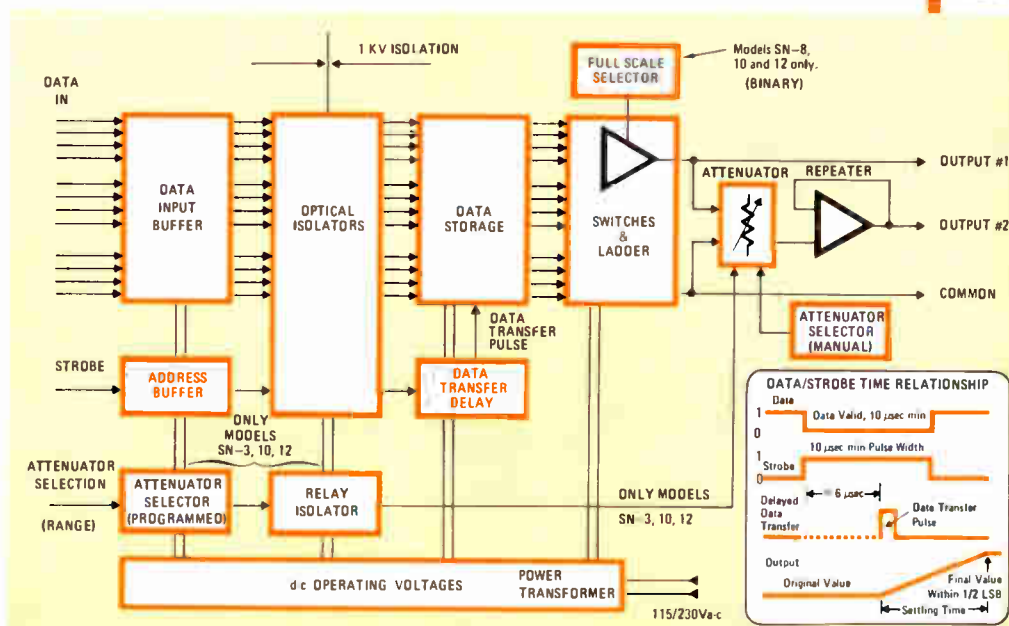 1 KV ISOLATION
DATA
IN
FULL SCALE
SELECTOR
Models SN-8,
10 and 12 only.
(BINARY)
DATA
INPUT
BUFFER
OPTICAL
ISOLATORS
DATA
STORAGE
SWITCHES
&
LADDER
ATTENUATOR
REPEATER
OUTPUT #1
OUTPUT #2
COMMON
ATTENUATOR
SELECTOR
(MANUAL)
DATA
TRANSFER
PULSE
STROBE
ADDRESS
BUFFER
DATA
TRANSFER
DELAY
ONLY
MODELS
SN-3, 10, 12
ATTENUATOR
SELECTION
(RANGE)
ATTENUATOR
SELECTOR
(PROGRAMMED)
RELAY
ISOLATOR
ONLY MODELS
SN-3, 10, 12
dc OPERATING VOLTAGES
POWER
TRANSFORMER
115/230Va-c
DATA/STROBE TIME RELATIONSHIP
Data
1
0
Data Valid, 10 µsec min
10 µsec min Pulse Width
1
Strobe
0
≈ 6 µsec
Delayed
Data
Transfer
Data Transfer
Pulse
Output
Original Value
Final Value
Within 1/2 LSB
Settling Time